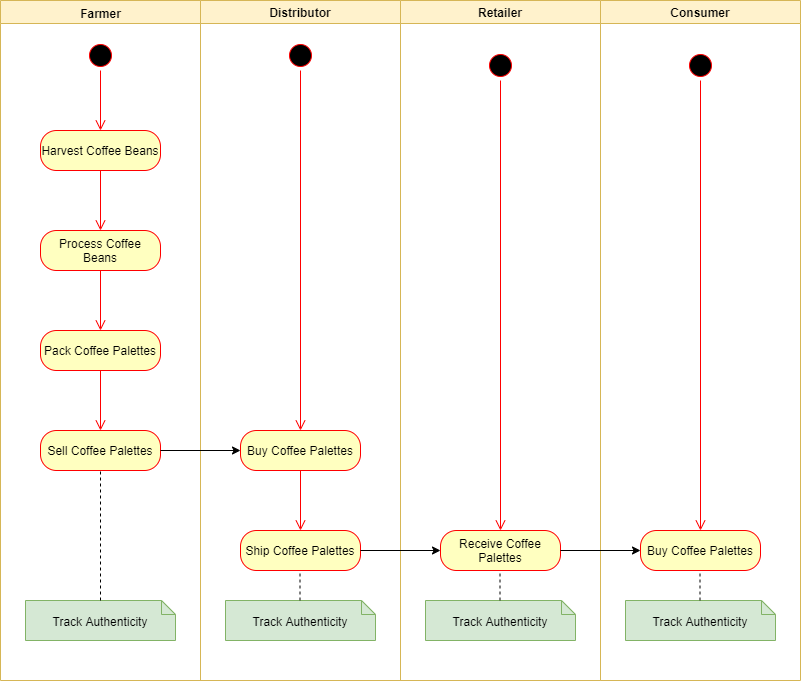 Farmer
Distributor
Retailer
Consumer
Harvest Coffee Beans
Process Coffee
Beans
Pack Coffee Palettes
Sell Coffee Palettes
Buy Coffee Palettes
Ship Coffee Palettes
Receive Coffee
Palettes
Buy Coffee Palettes
Track Authenticity
Track Authenticity
Track Authenticity
Track Authenticity